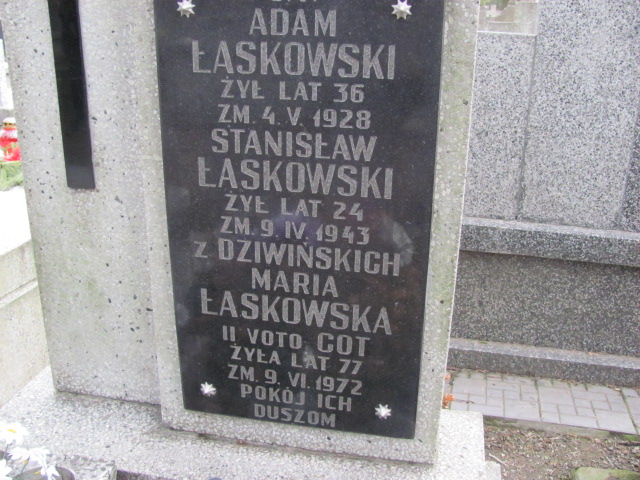 ADAM
ŁASKOWSKI
ŻYŁ LAT 36
ZM. 4. V. 1928
STANISŁAW
ŁASKOWSKI
ŻYŁ LAT 24
ZM. 9. IV. 1943
Z DZIWIŃSKICH
MARIA
ŁASKOWSKA
II VOTO GOT
ŻYŁA LAT 77
ZM. 9. VI. 1972
POKÓJ ICH
DUSZOM